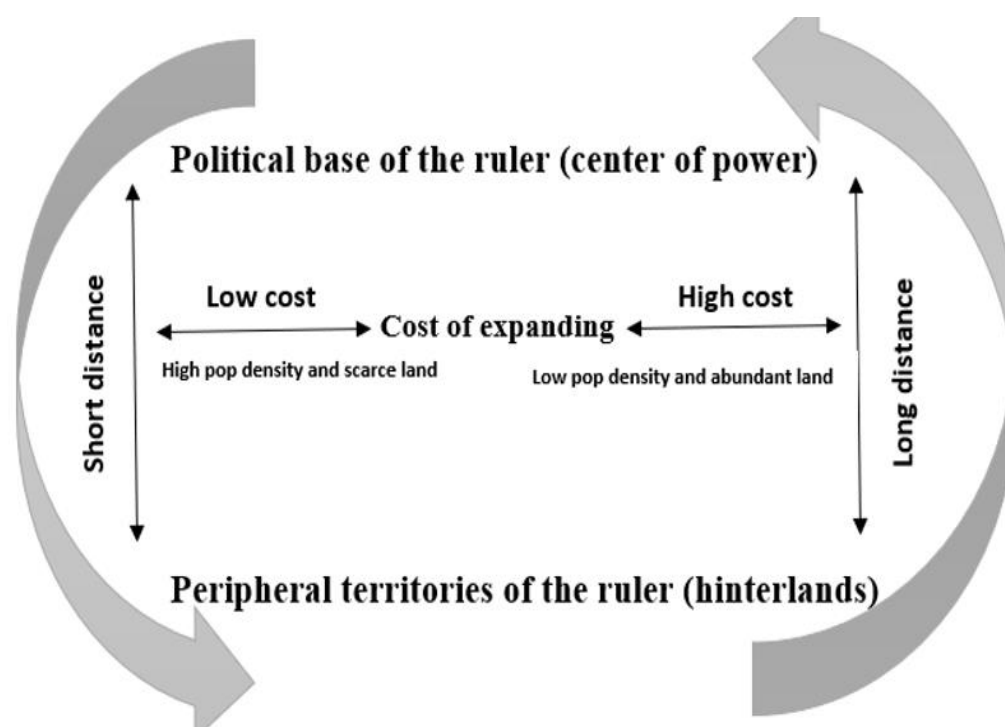 Political base of the ruler (center of power)
Short distance
Low cost
High pop density and scarce land
Cost of expanding
High cost
Low pop density and abundant land
Long distance
Peripheral territories of the ruler (hinterlands)